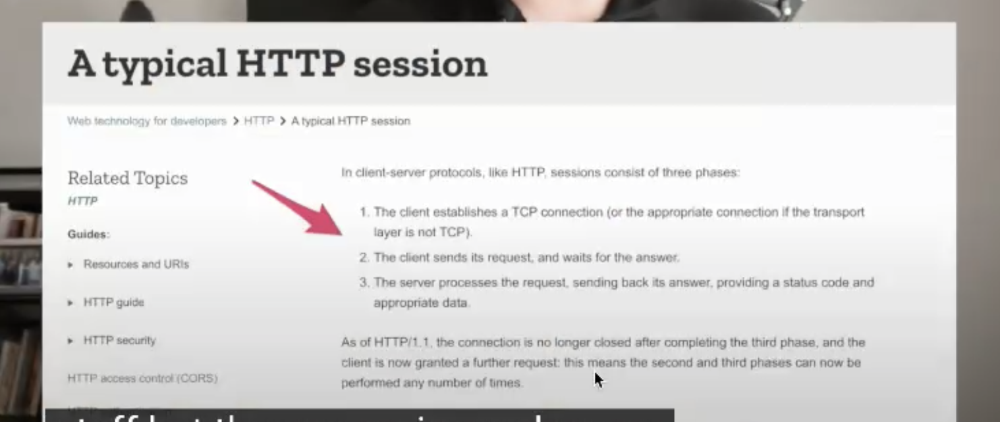 A typical HTTP session
Web technology for developers > HTTP > A typical HTTP session
Related Topics
HTTP
Guides:
▸ Resources and URIs
▸ HTTP guide
▸ HTTP security
HTTP access control (CORS)
In client-server protocols, like HTTP, sessions consist of three phases:
1. The client establishes a TCP connection (or the appropriate connection if the transport
layer is not TCP).
2. The client sends its request, and waits for the answer.
3. The server processes the request, sending back its answer, providing a status code and
appropriate data.
As of HTTP/1.1, the connection is no longer closed after completing the third phase, and the
client is now granted a further request: this means the second and third phases can now be
performed any number of times.